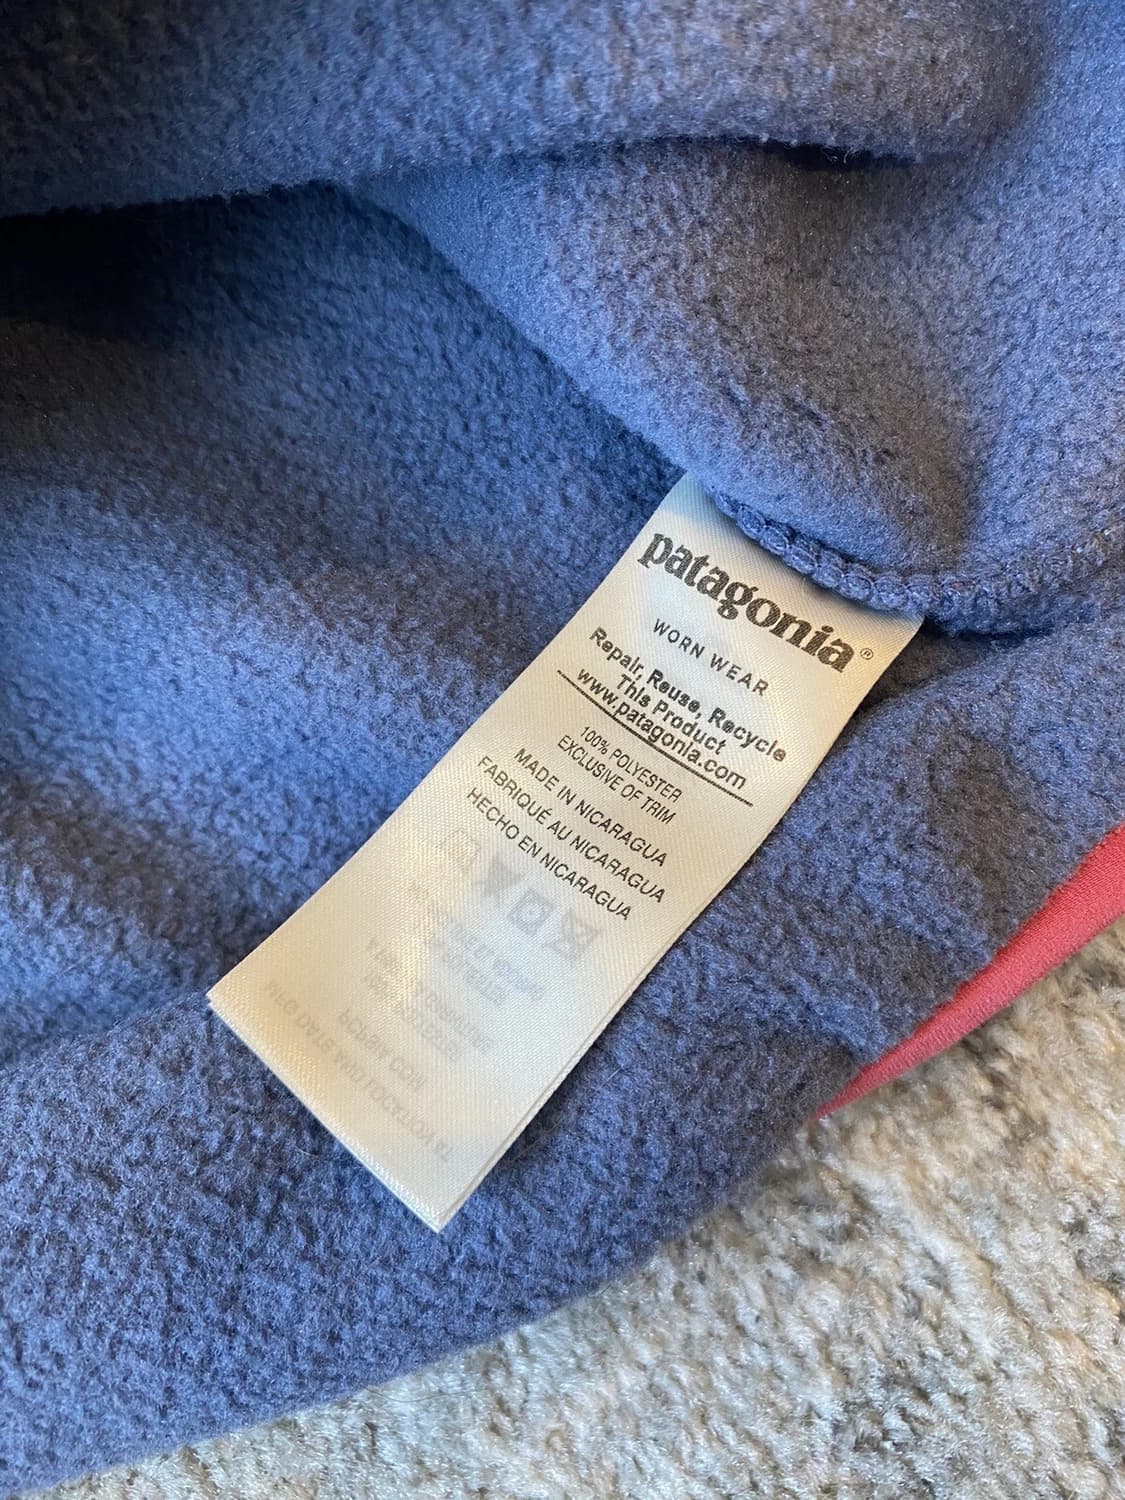 patagonia®
WORN WEAR
Repair, Reuse, Recycle
This Product
www.patagonia.com
100% POLYESTER
EXCLUSIVE OF TRIM
MADE IN NICARAGUA
FABRIQUÉ AU NICARAGUA
HECHO EN NICARAGUA